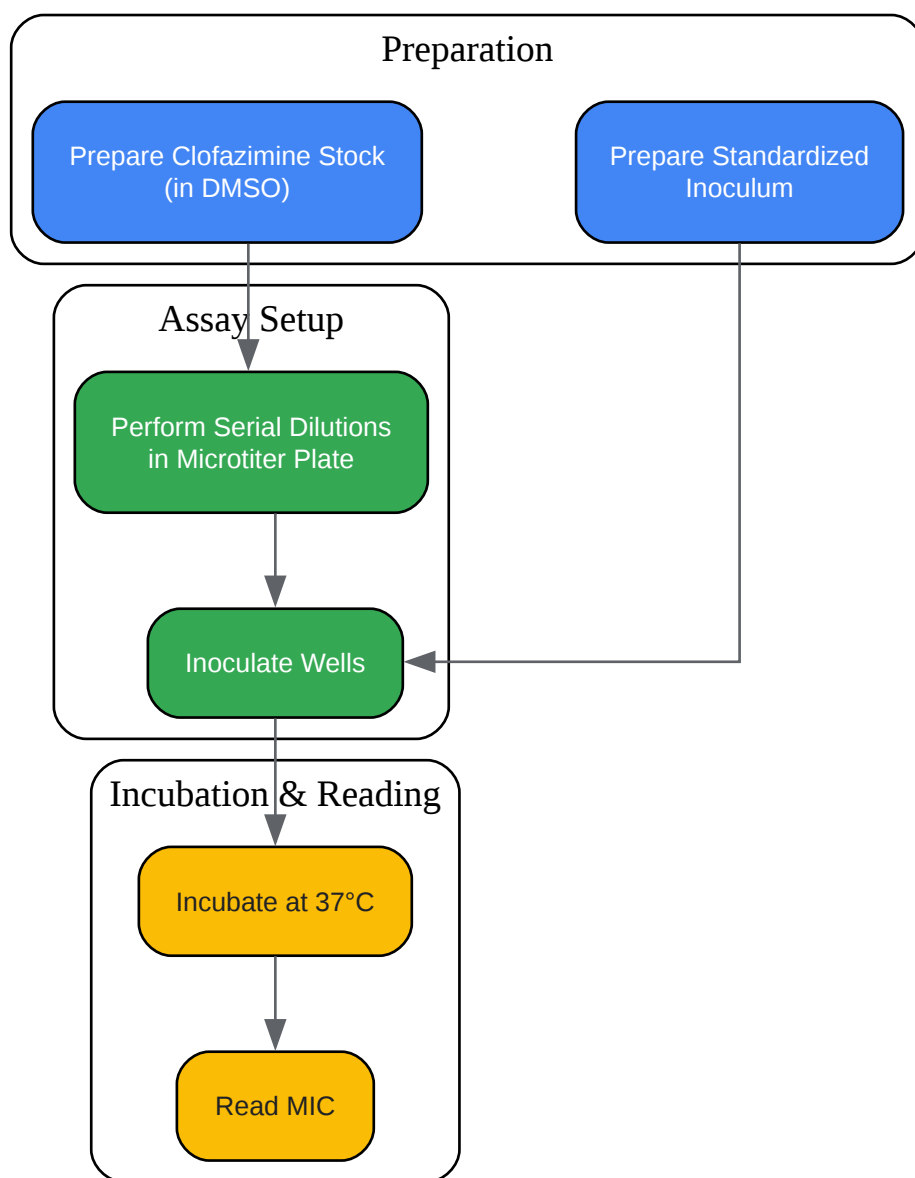 Preparation
Prepare Clofazimine Stock
(in DMSO)
Prepare Standardized
Inoculum
Assay Setup
Perform Serial Dilutions
in Microtiter Plate
Inoculate Wells
Incubation & Reading
Incubate at 37°C
Read MIC